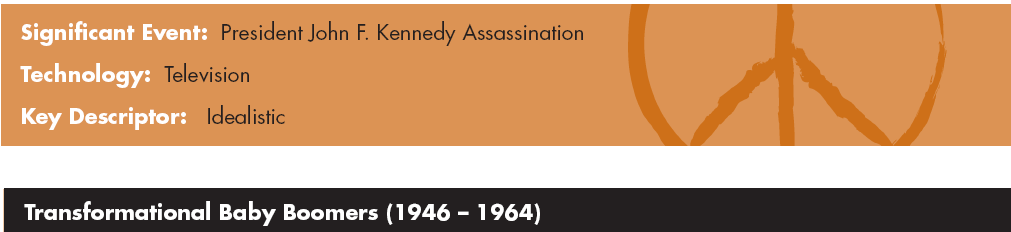 Significant Event: President John F. Kennedy Assassination
Technology: Television
Key Descriptor: Idealistic
Transformational Baby Boomers (1946 – 1964)